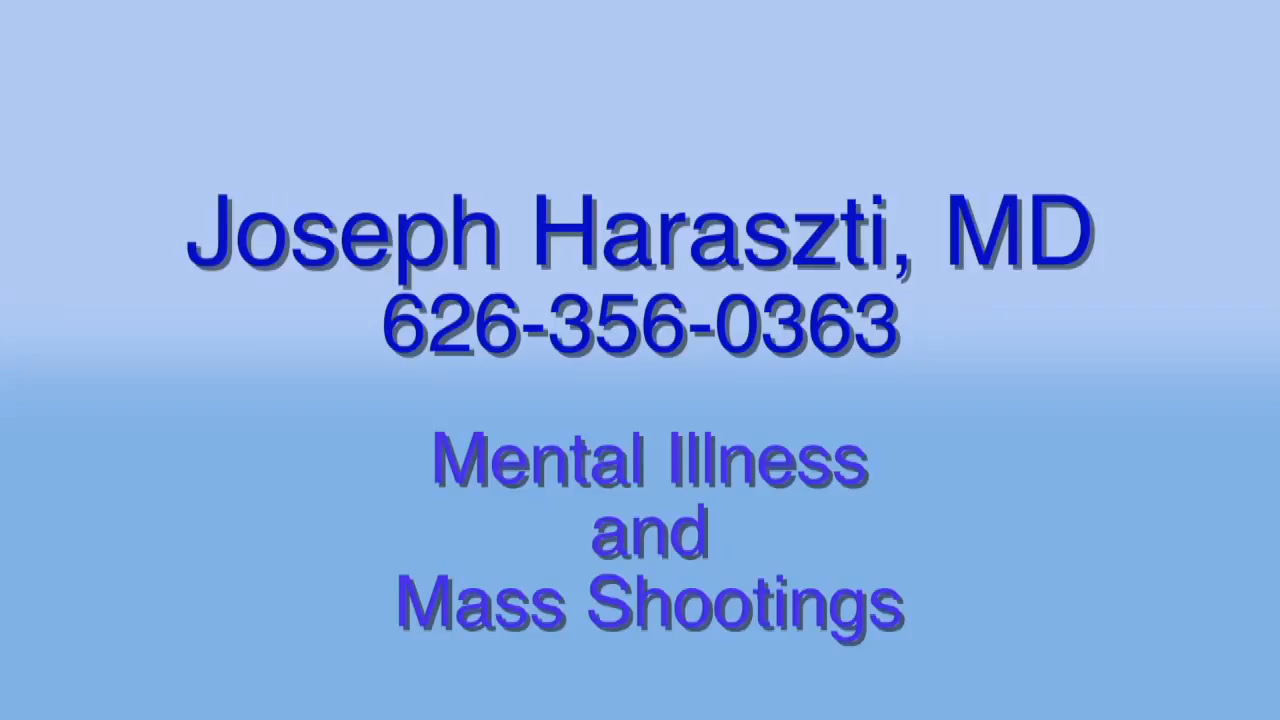 Joseph Haraszti, MD
626-356-0363
Mental Illness
and
Mass Shootings